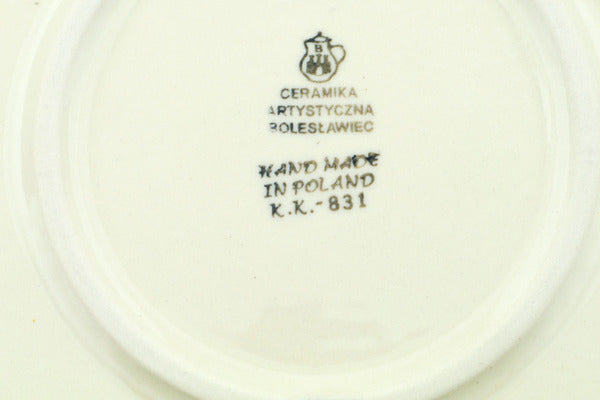 B
CERAMIKA
ARTYSTYCZNA
BOLESŁAWIEC
HAND MADE
IN POLAND
K.K.-831